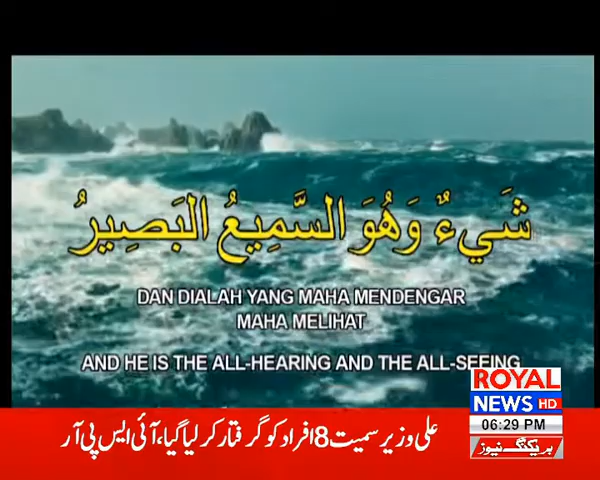 شَيءٌ وَهُوَ السَّمِيعُ البَصِيرُ
DAN DIALAH YANG MAHA MENDENGAR
MAHA MELIHAT
AND HE IS THE ALL-HEARING AND THE ALL-SEEING
ROYAL
NEWS HD
06:29 PM
بریکنگ نیوز
علی وزیر سمیت 8 افراد کو گرفتار کر لیا گیا، آئی ایس پی آر